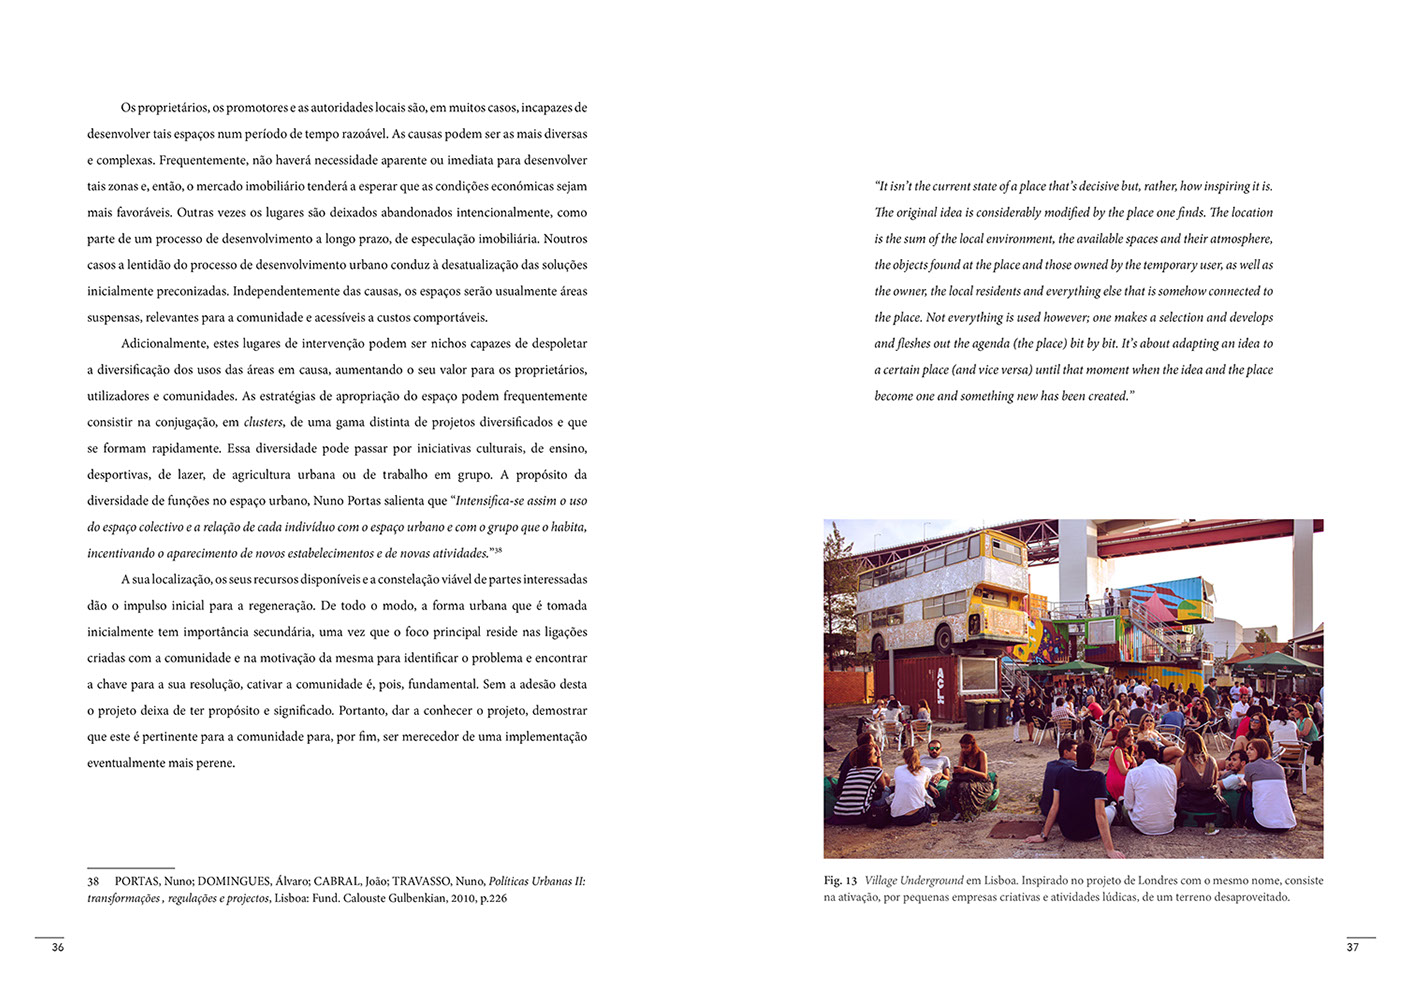 Os proprietários, os promotores e as autoridades locais são, em muitos casos, incapazes de
desenvolver tais espaços num período de tempo razoável. As causas podem ser as mais diversas
e complexas. Frequentemente, não haverá necessidade aparente ou imediata para desenvolver
tais zonas e, então, o mercado imobiliário tenderá a esperar que as condições económicas sejam
mais favoráveis. Outras vezes os lugares são deixados abandonados intencionalmente, como
parte de um processo de desenvolvimento a longo prazo, de especulação imobiliária. Noutros
casos a lentidão do processo de desenvolvimento urbano conduz à desatualização das soluções
inicialmente preconizadas. Independentemente das causas, os espaços serão usualmente áreas
suspensas, relevantes para a comunidade e acessíveis a custos comportáveis.
Adicionalmente, estes lugares de intervenção podem ser nichos capazes de despoletar
a diversificação dos usos das áreas em causa, aumentando o seu valor para os proprietários,
utilizadores e comunidades. As estratégias de apropriação do espaço podem frequentemente
consistir na conjugação, em clusters, de uma gama distinta de projetos diversificados e que
se formam rapidamente. Essa diversidade pode passar por iniciativas culturais, de ensino,
desportivas, de lazer, de agricultura urbana ou de trabalho em grupo. A propósito da
diversidade de funções no espaço urbano, Nuno Portas salienta que “Intensifica-se assim o uso
do espaço colectivo e a relação de cada indivíduo com o espaço urbano e com o grupo que o habita,
incentivando o aparecimento de novos estabelecimentos e de novas atividades.”38
A sua localização, os seus recursos disponíveis e a constelação viável de partes interessadas
dão o impulso inicial para a regeneração. De todo o modo, a forma urbana que é tomada
inicialmente tem importância secundária, uma vez que o foco principal reside nas ligações
criadas com a comunidade e na motivação da mesma para identificar o problema e encontrar
a chave para a sua resolução, cativar a comunidade é, pois, fundamental. Sem a adesão desta
o projeto deixa de ter propósito e significado. Portanto, dar a conhecer o projeto, demostrar
que este é pertinente para a comunidade para, por fim, ser merecedor de uma implementação
eventualmente mais perene.
38 PORTAS, Nuno; DOMINGUES, Álvaro; CABRAL, João; TRAVASSO, Nuno, Políticas Urbanas II:
transformações , regulações e projectos, Lisboa: Fund. Calouste Gulbenkian, 2010, p.226
36
“It isn’t the current state of a place that’s decisive but, rather, how inspiring it is.
The original idea is considerably modified by the place one finds. The location
is the sum of the local environment, the available spaces and their atmosphere,
the objects found at the place and those owned by the temporary user, as well as
the owner, the local residents and everything else that is somehow connected to
the place. Not everything is used however; one makes a selection and develops
and fleshes out the agenda (the place) bit by bit. It’s about adapting an idea to
a certain place (and vice versa) until that moment when the idea and the place
become one and something new has been created.”
Fig. 13 Village Underground em Lisboa. Inspirado no projeto de Londres com o mesmo nome, consiste
na ativação, por pequenas empresas criativas e atividades lúdicas, de um terreno desaproveitado.
37